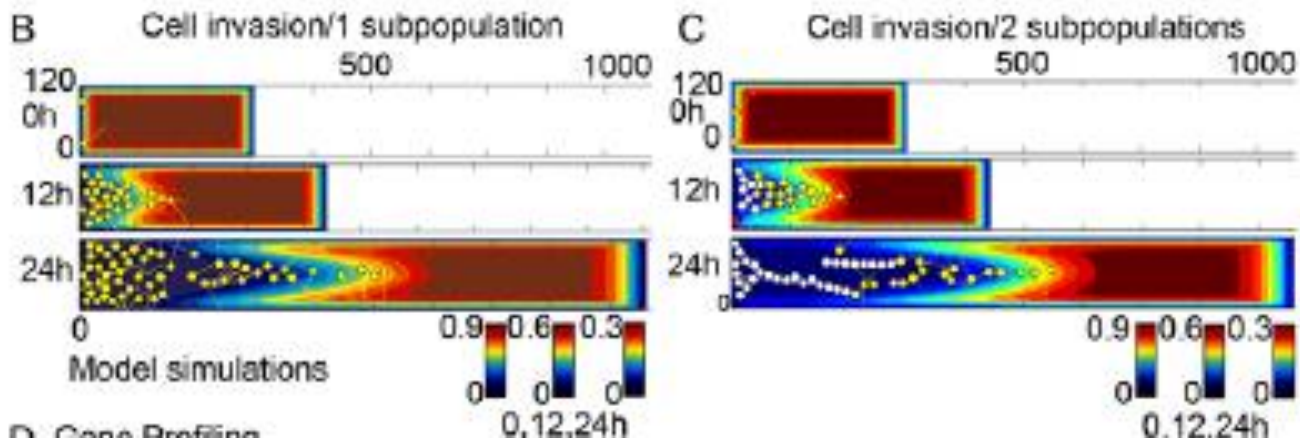 B Cell invasion/1 subpopulation
500 1000
120
0h
0
12h
24h
0
0.9 0.6 0.3
0 0 0
Model simulations
0,12,24h
C Cell invasion/2 subpopulations
500 1000
120
0h
0
12h
24h
0
0.9 0.6 0.3
0 0 0
0,12,24h
D Gene Profiling